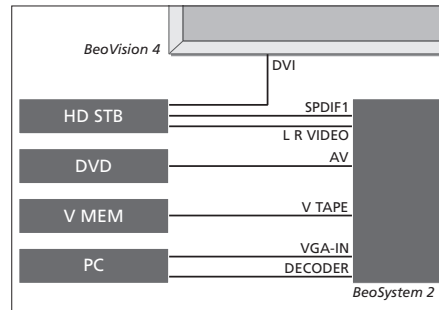 BeoVision 4
DVI
HD STB
SPDIF1
L R VIDEO
DVD
AV
V MEM
V TAPE
PC
VGA-IN
DECODER
BeoSystem 2